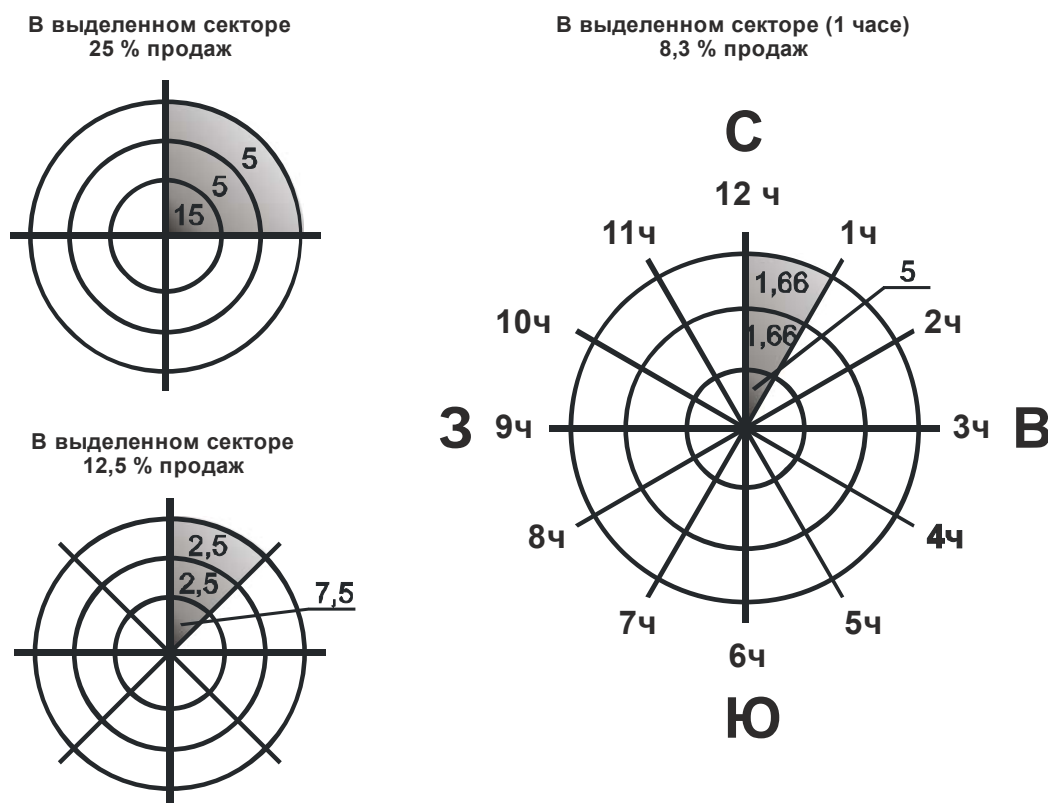 В выделенном секторе
25 % продаж
5
5
15
В выделенном секторе
12,5 % продаж
2,5
2,5
7,5
В выделенном секторе (1 часе)
8,3 % продаж
С
12 ч
11ч
1ч
1,66
5
10ч
2ч
1,66
З
9ч
3ч
В
8ч
4ч
7ч
5ч
6ч
Ю